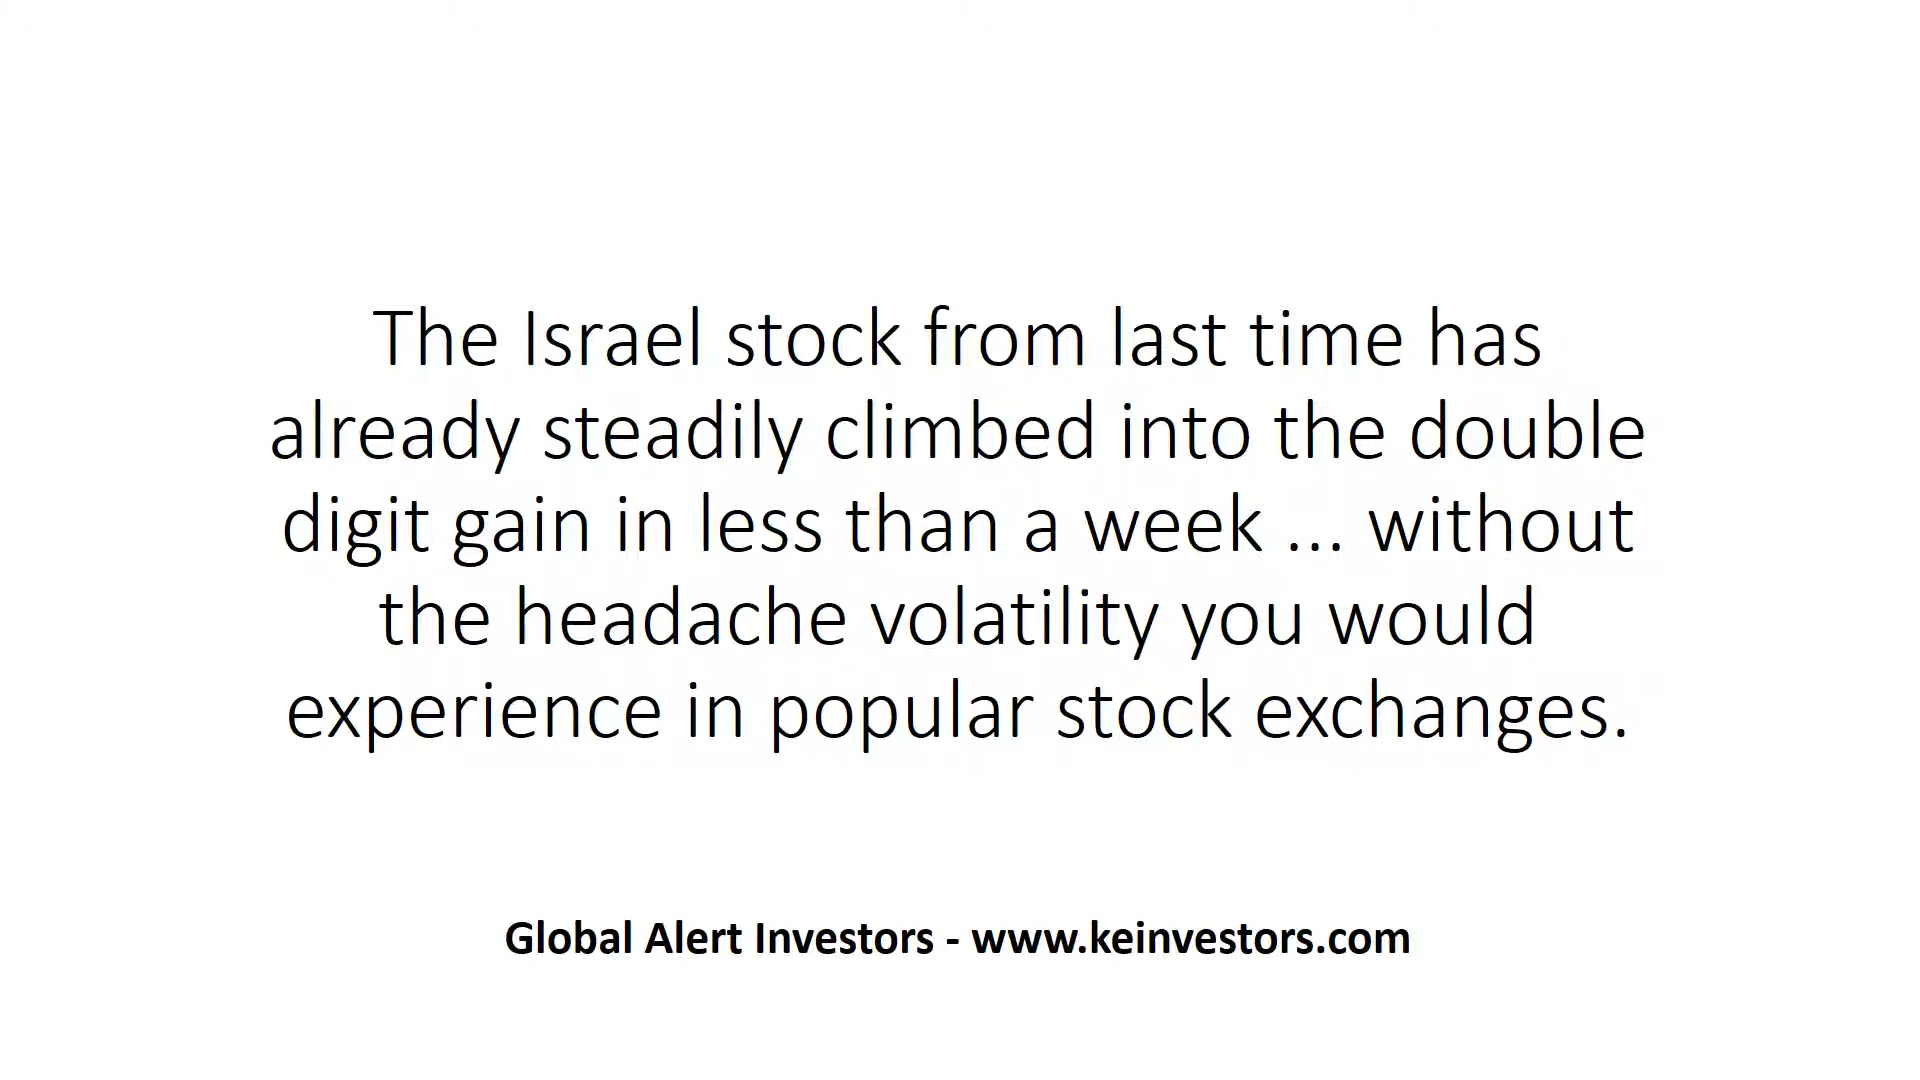 The Israel stock from last time has
already steadily climbed into the double
digit gain in less than a week ... without
the headache volatility you would
experience in popular stock exchanges.
Global Alert Investors - www.keinvestors.com